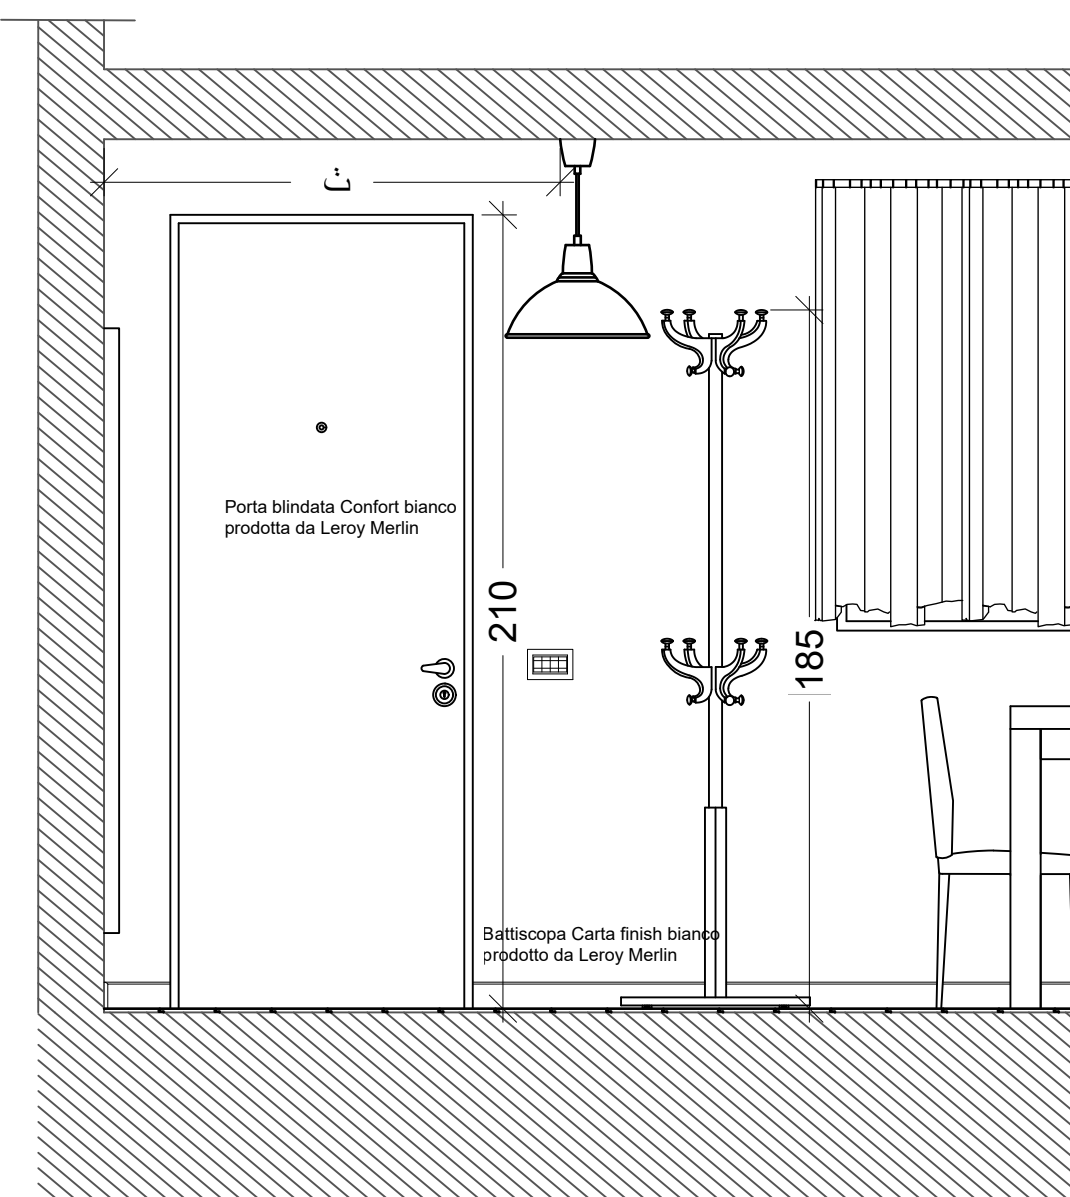 ث
Porta blindata Confort bianco
prodotta da Leroy Merlin
210
185
Battiscopa Carta finish bianco
prodotto da Leroy Merlin